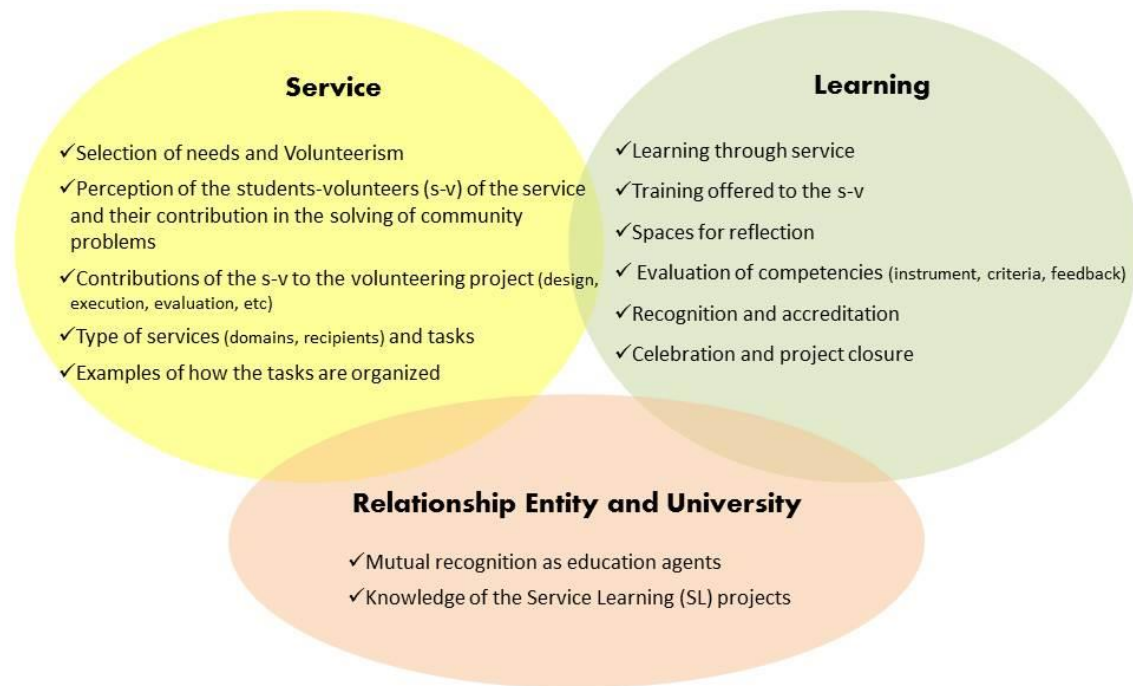 Service
✓Selection of needs and Volunteerism
✓Perception of the students-volunteers (s-v) of the service
and their contribution in the solving of community
problems
✓Contributions of the s-v to the volunteering project (design,
execution, evaluation, etc)
✓Type of services (domains, recipients) and tasks
✓Examples of how the tasks are organized
Learning
✓Learning through service
✓Training offered to the s-v
✓Spaces for reflection
✓ Evaluation of competencies (instrument, criteria, feedback)
✓Recognition and accreditation
✓Celebration and project closure
Relationship Entity and University
✓Mutual recognition as education agents
✓Knowledge of the Service Learning (SL) projects